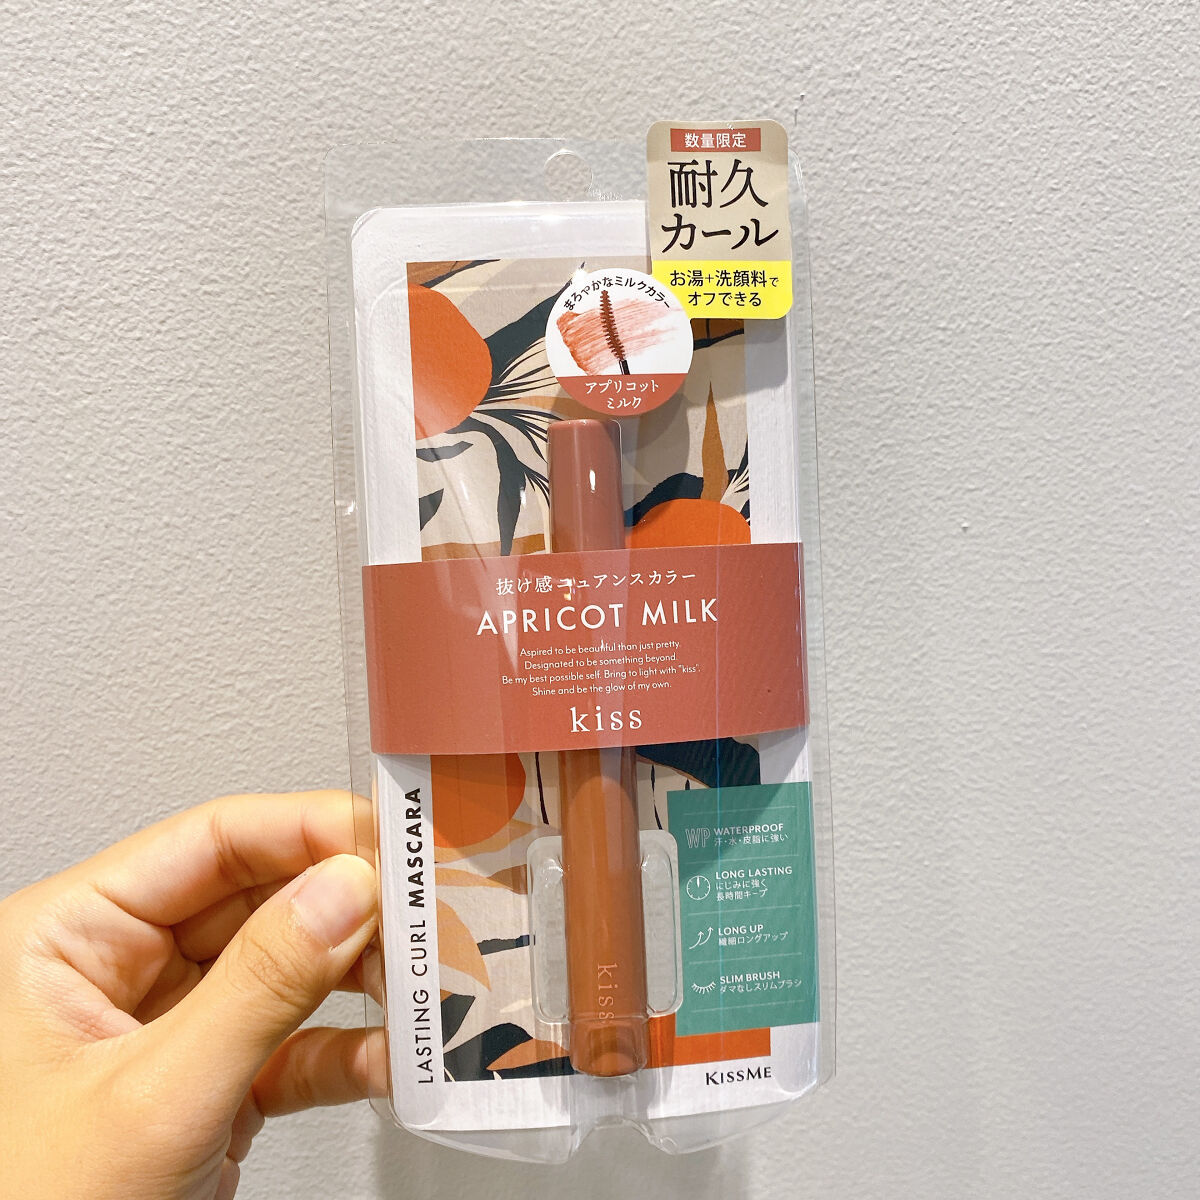 数量限定
耐久
カール
お湯+洗顔料で
オフできる
まろやかなミルクカラー
アプリコット
ミルク
抜け感ニュアンスカラー
APRICOT MILK
Aspired to be beautiful than just pretty.
Designated to be something beyond.
Be my best possible self. Bring to light with "kiss".
Shine and be the glow of my own.
kiss
LASTING CURL MASCARA
WP WATERPROOF
汗・水・皮脂に強い
LONG LASTING
にじみに強く
長時間キープ
LONG UP
繊細ロングアップ
SLIM BRUSH
ダマなしスリムブラシ
kiss
KISSME